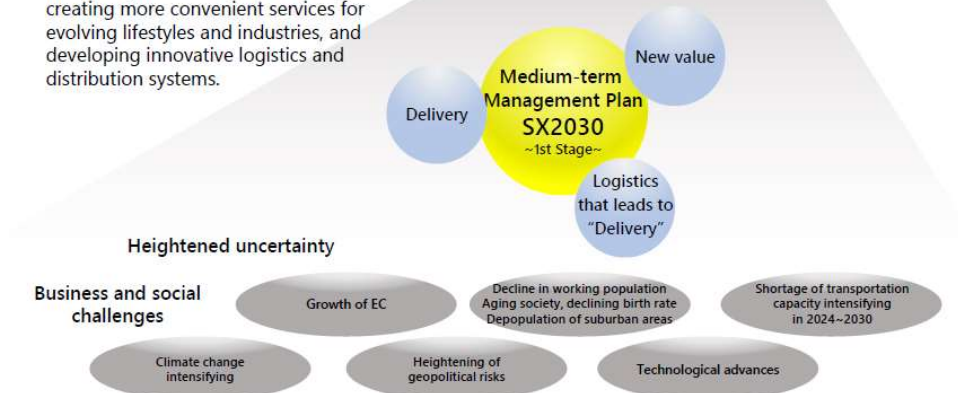 creating more convenient services for
evolving lifestyles and industries, and
developing innovative logistics and
distribution systems.
New value
Medium-term
Management Plan
SX2030
~1st Stage~
Delivery
Logistics
that leads to
“Delivery”
Heightened uncertainty
Business and social
challenges
Growth of EC
Decline in working population
Aging society, declining birth rate
Depopulation of suburban areas
Shortage of transportation
capacity intensifying
in 2024~2030
Climate change
intensifying
Heightening of
geopolitical risks
Technological advances